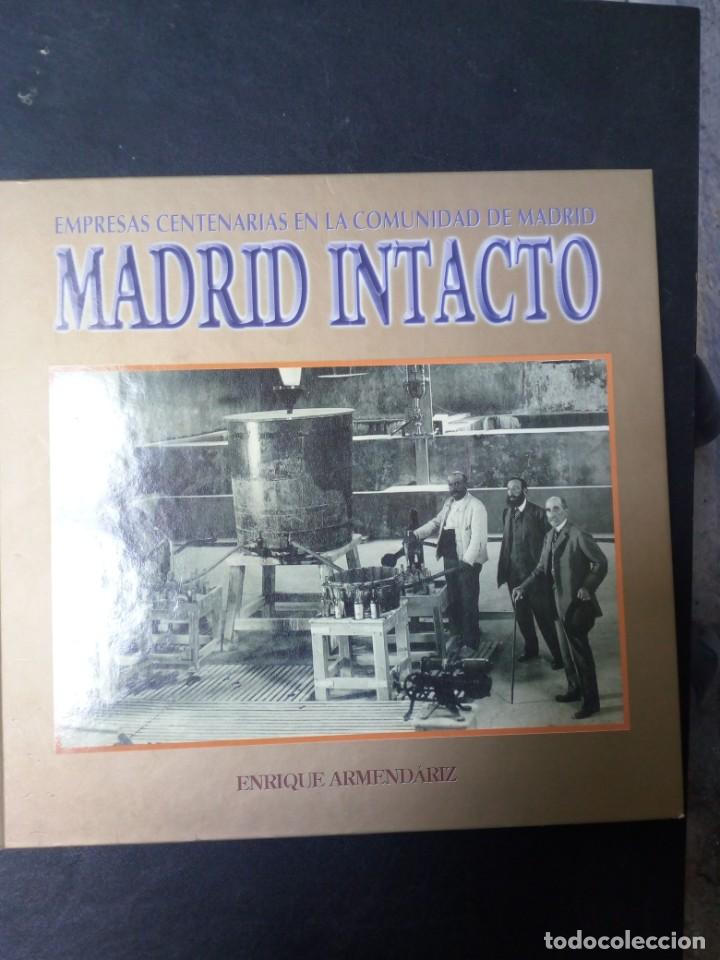 EMPRESAS CENTENARIAS EN LA COMUNIDAD DE MADRID
MADRID INTACTO
ENRIQUE ARMENDÁRIZ
todocoleccion